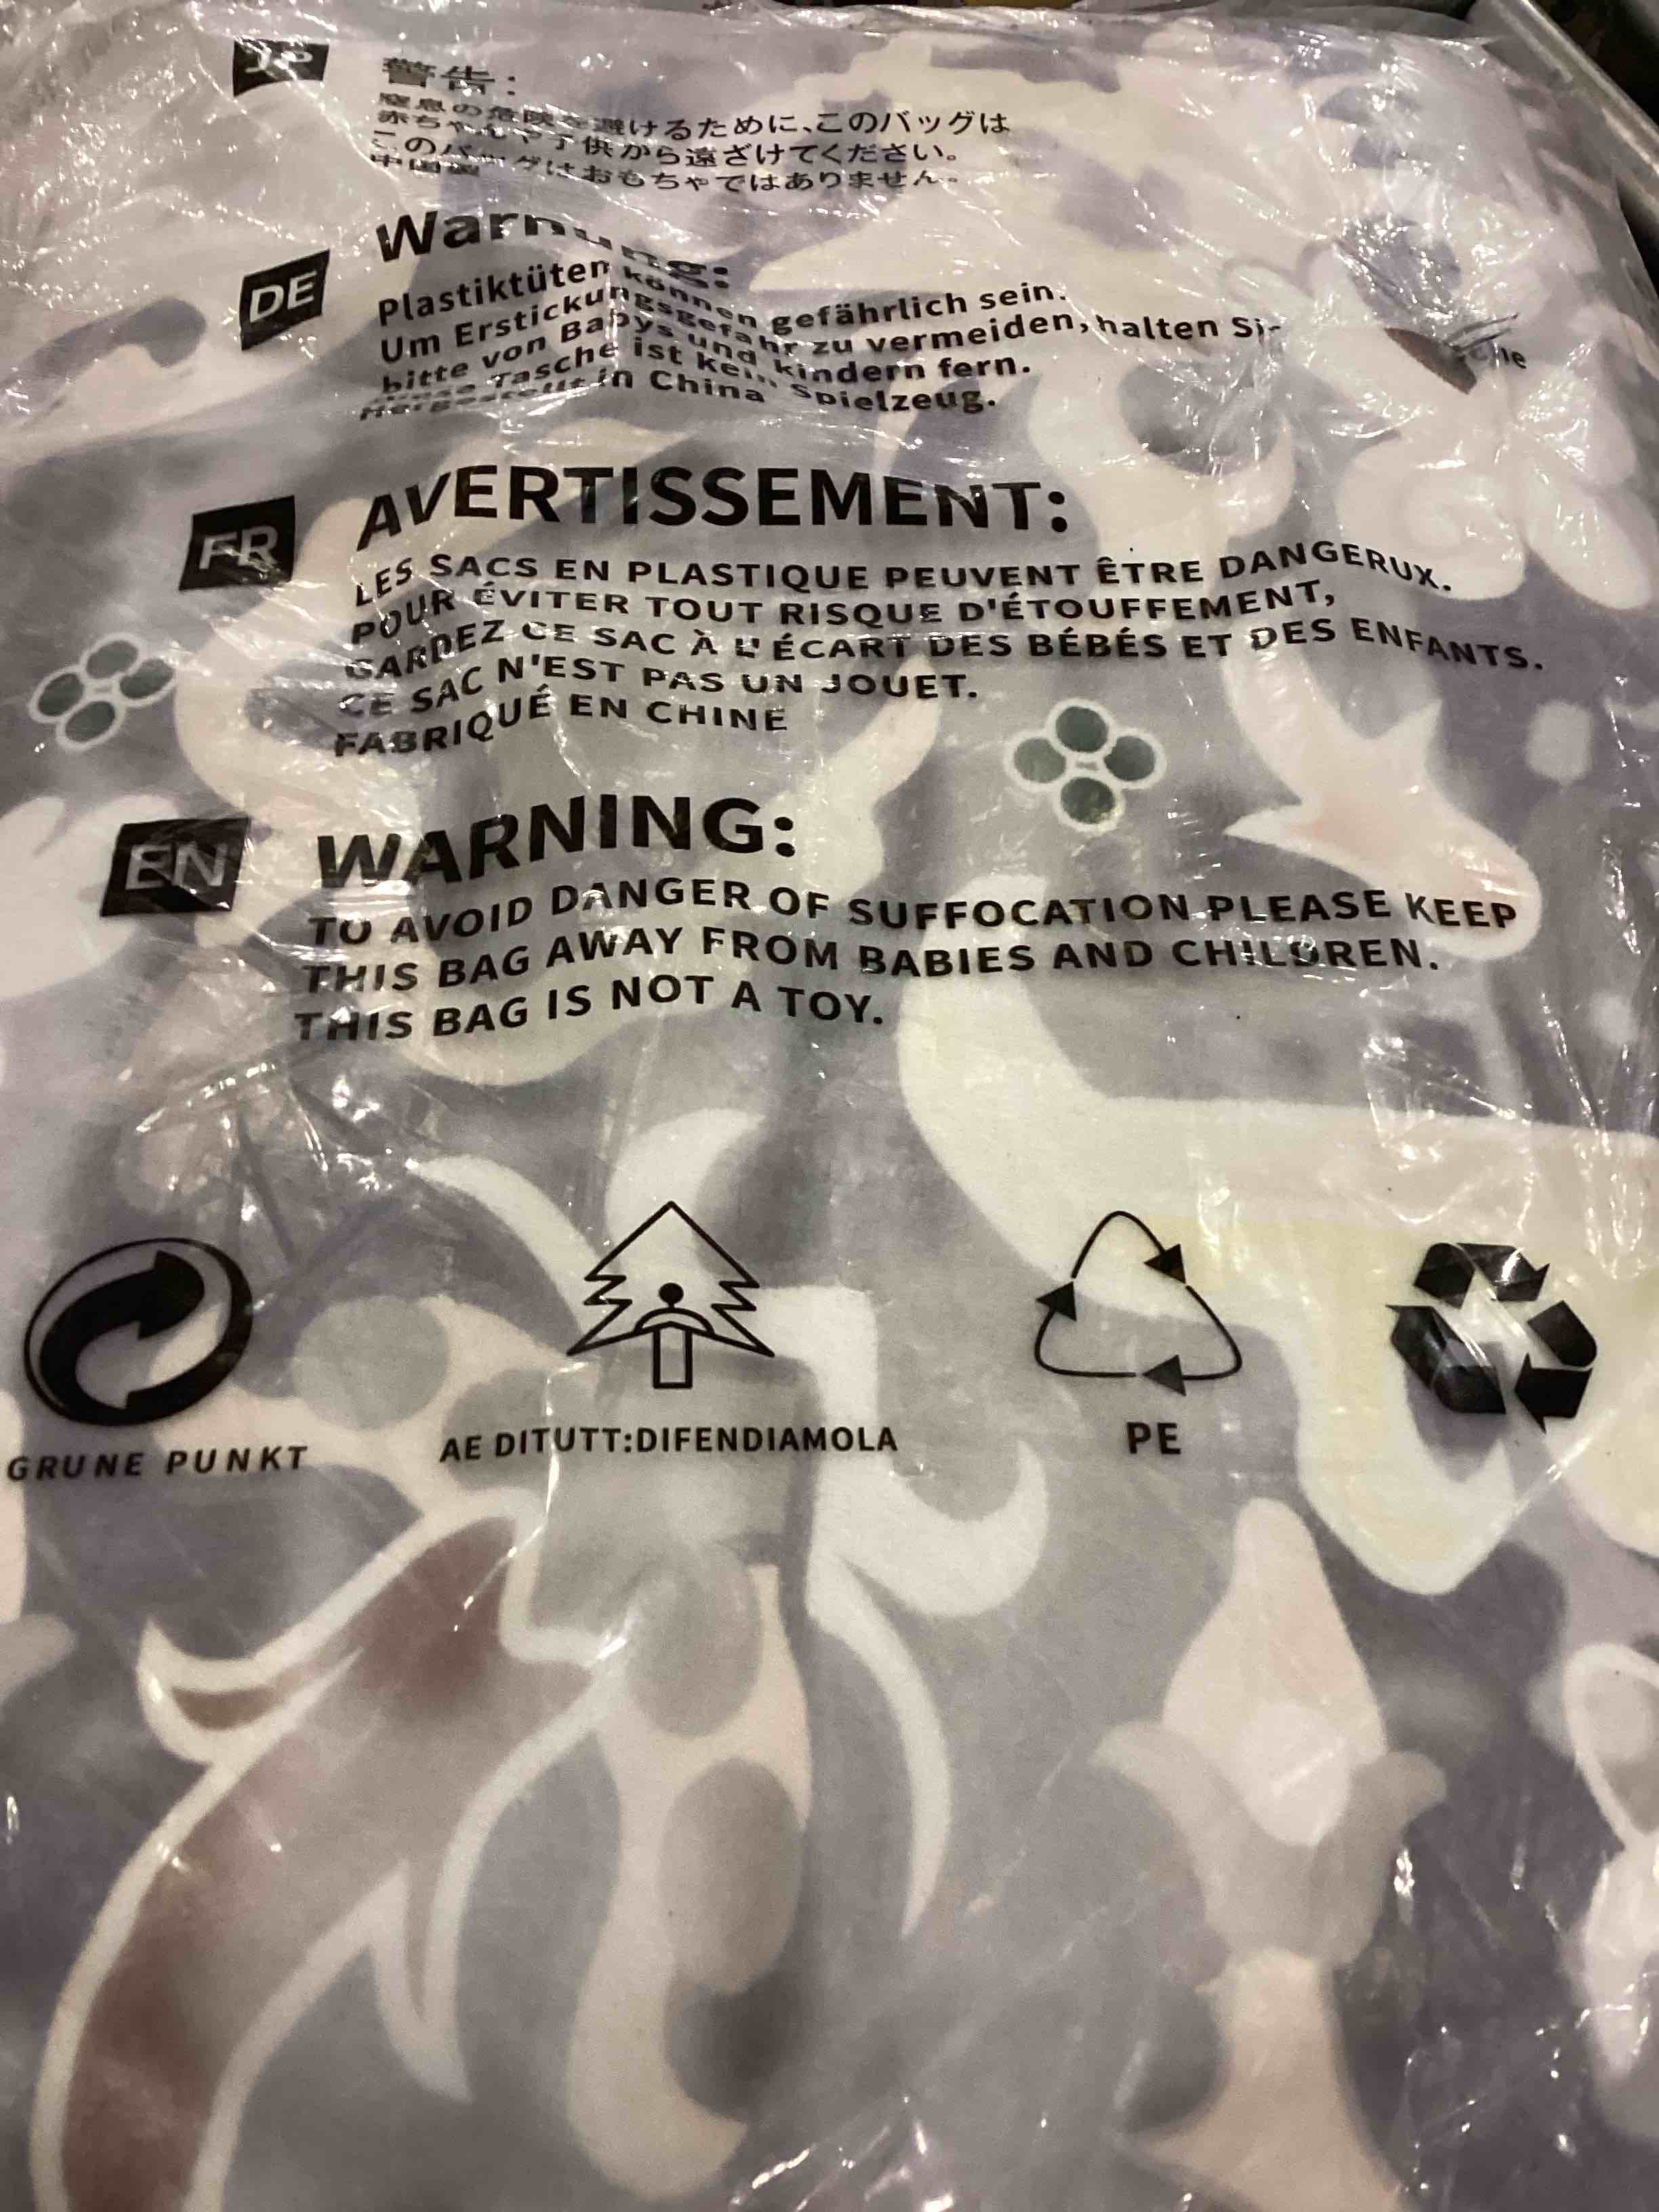 JP
警告:
窒息の危険を避けるために、このバッグは
赤ちゃんや子供から遠ざけてください。
このバッグはおもちゃではありません。
中国製
DE
Warnung:
Plastiktüten können gefährlich sein.
Um Erstickungsgefahr zu vermeiden, halten Sie
bitte von Babys und kindern fern.
Diese Tasche ist kein Spielzeug.
Hergestellt in China
FR
AVERTISSEMENT:
LES SACS EN PLASTIQUE PEUVENT ÊTRE DANGERUX.
POUR ÉVITER TOUT RISQUE D'ÉTOUFFEMENT,
GARDEZ CE SAC À L'ÉCART DES BÉBÉS ET DES ENFANTS.
CE SAC N'EST PAS UN JOUET.
FABRIQUÉ EN CHINE
EN
WARNING:
TO AVOID DANGER OF SUFFOCATION PLEASE KEEP
THIS BAG AWAY FROM BABIES AND CHILDREN.
THIS BAG IS NOT A TOY.
GRUNE PUNKT
AE DITUTT:DIFENDIAMOLA
PE